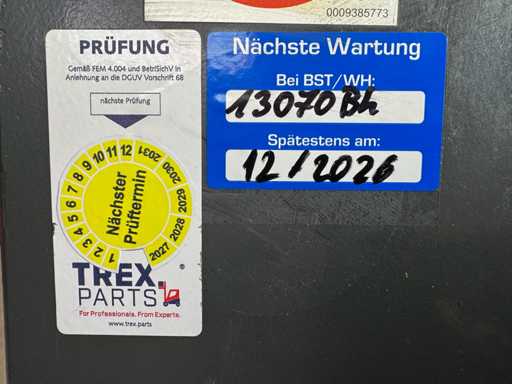 0009385773
PRÜFUNG
Gemäß FEM 4.004 und BetrSichV in
Anlehnung an die DGUV Vorschrift 68
nächste Prüfung
1 2 3 4 5 6 7 8 9 10 11 12
2031 2030 2029 2028 2027
Nächster
Prüftermin
TREX.
PARTS
®
For Professionals. From Experts.
www.trex.parts
Nächste Wartung
Bei BST/WH:
13070Bh
Spätestens am:
12/2026